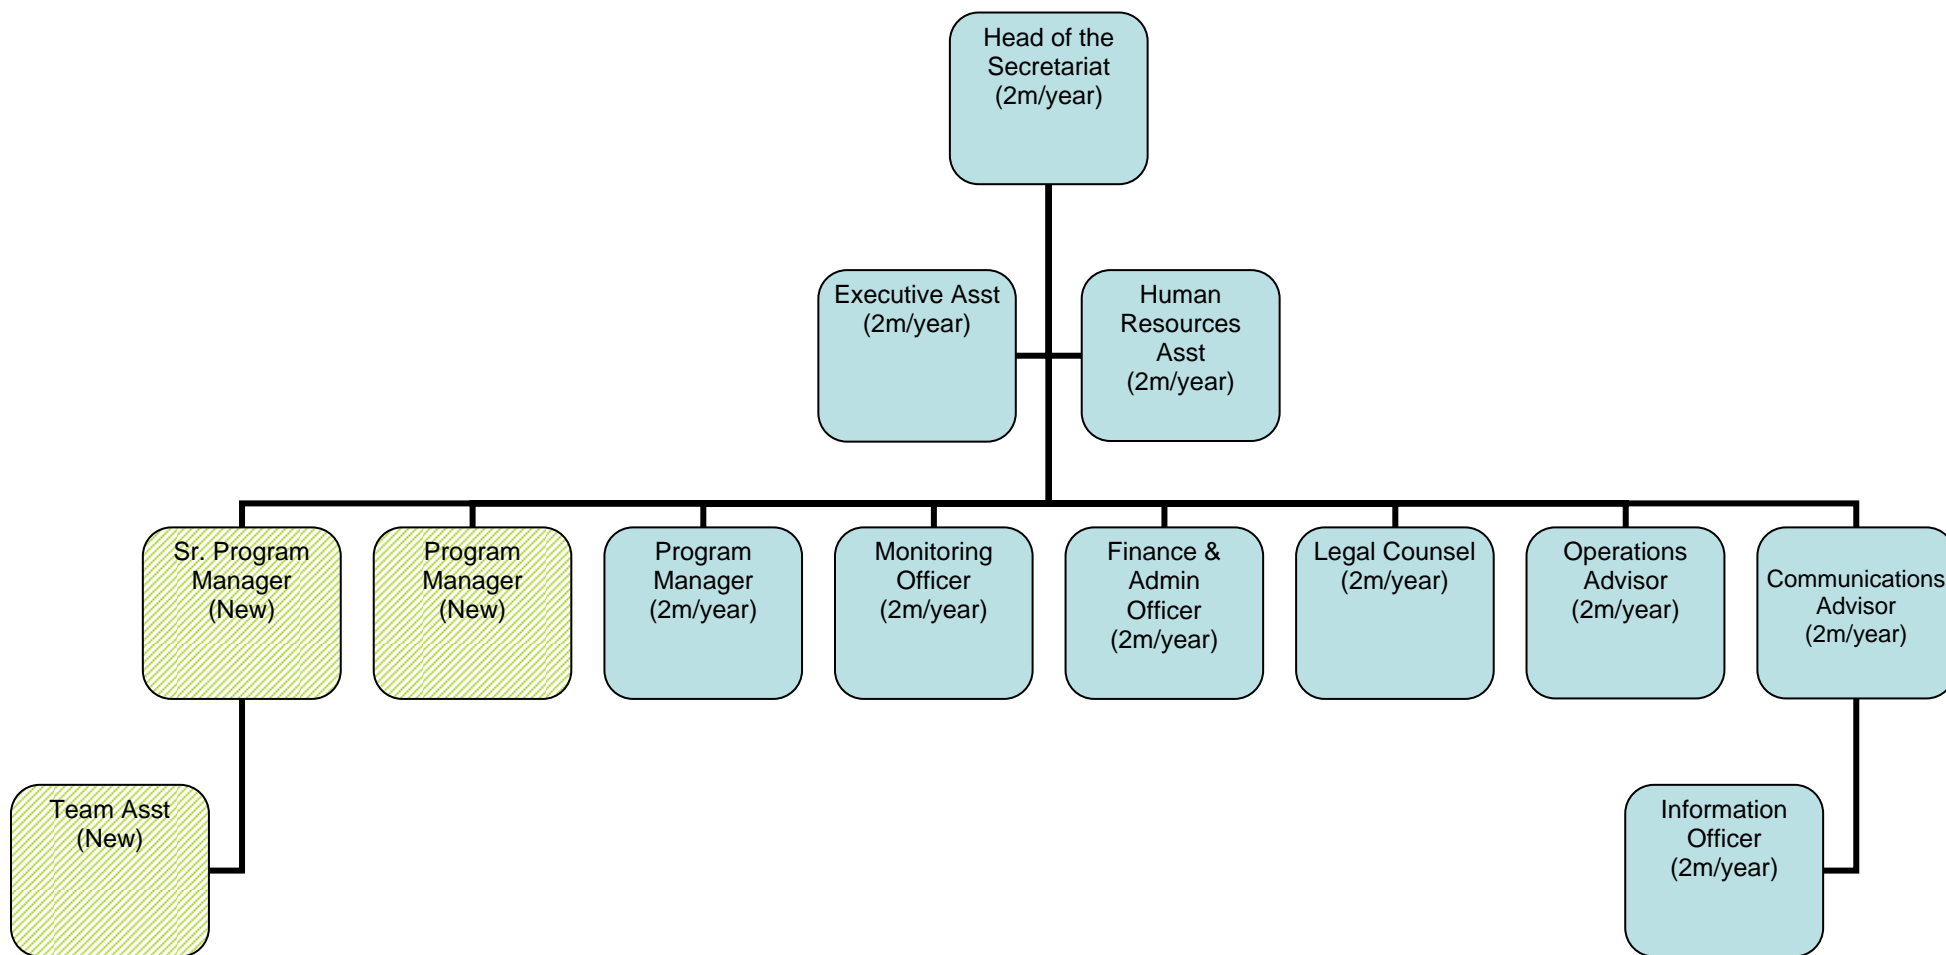 Head of the
Secretariat
(2m/year)
Executive Asst
(2m/year)
Human
Resources
Asst
(2m/year)
Sr. Program
Manager
(New)
Program
Manager
(New)
Program
Manager
(2m/year)
Monitoring
Officer
(2m/year)
Finance &
Admin
Officer
(2m/year)
Legal Counsel
(2m/year)
Operations
Advisor
(2m/year)
Communications
Advisor
(2m/year)
Team Asst
(New)
Information
Officer
(2m/year)